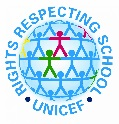 RIGHTS RESPECTING SCHOOL
• UNICEF •